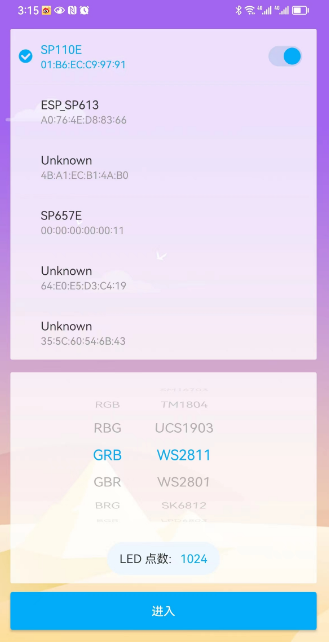 3:15
SP110E
01:B6:EC:C9:97:91
ESP_SP613
A0:76:4E:D8:83:66
Unknown
4B:A1:EC:B1:4A:B0
SP657E
00:00:00:00:00:11
Unknown
64:E0:E5:D3:C4:19
Unknown
35:5C:60:54:6B:43
RGB TM1804
RBG UCS1903
GRB WS2811
GBR WS2801
BRG SK6812
LED 点数: 1024
进入